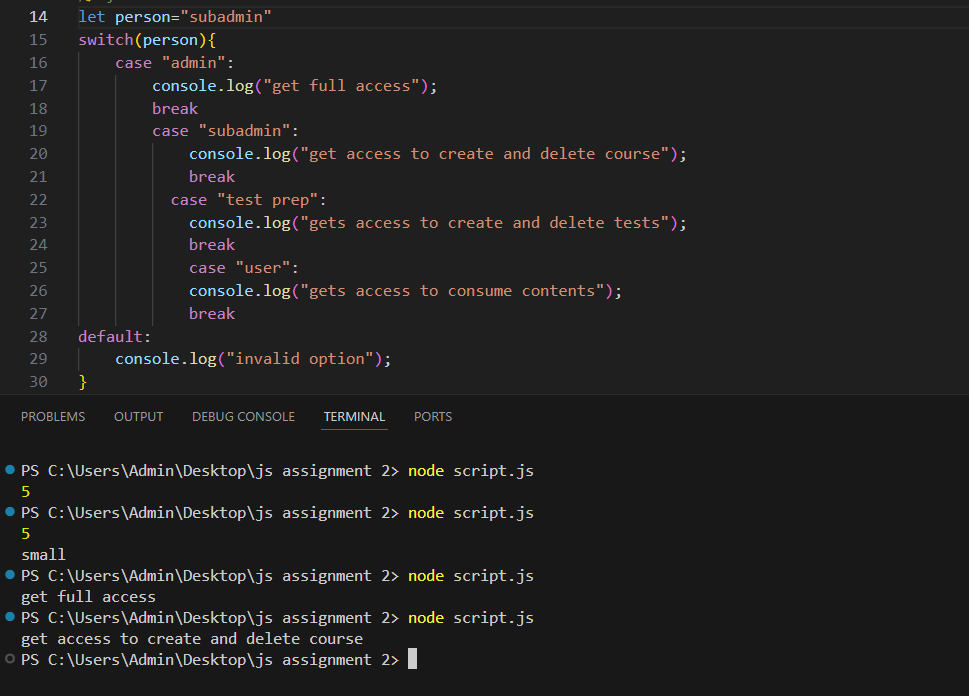 14 let person="subadmin"
15 switch(person){
16     case "admin":
17         console.log("get full access");
18         break
19         case "subadmin":
20             console.log("get access to create and delete course");
21             break
22           case "test prep":
23             console.log("gets access to create and delete tests");
24             break
25             case "user":
26             console.log("gets access to consume contents");
27             break
28 default:
29     console.log("invalid option");
30 }
PROBLEMS OUTPUT DEBUG CONSOLE TERMINAL PORTS
PS C:\Users\Admin\Desktop\js assignment 2> node script.js
5
PS C:\Users\Admin\Desktop\js assignment 2> node script.js
5
small
PS C:\Users\Admin\Desktop\js assignment 2> node script.js
get full access
PS C:\Users\Admin\Desktop\js assignment 2> node script.js
get access to create and delete course
PS C:\Users\Admin\Desktop\js assignment 2>